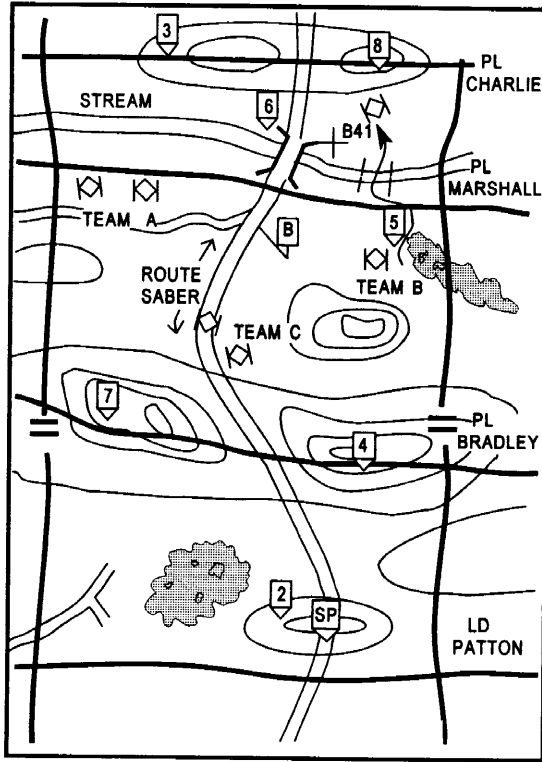 3
8
PL
CHARLIE
STREAM
6
B41
PL
MARSHALL
TEAM A
B
5
ROUTE
SABER
TEAM B
TEAM C
7
PL
BRADLEY
4
2
SP
LD
PATTON